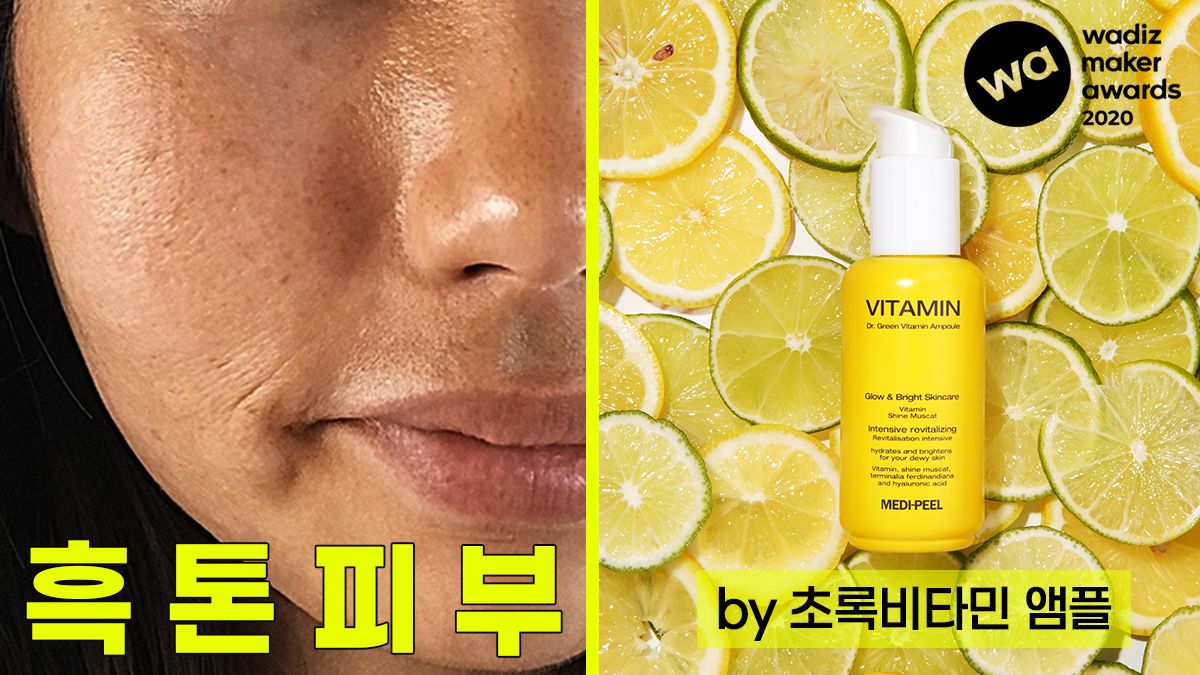 흑톤피부
wa
wadiz
maker
awards
2020
VITAMIN
Dr. Green Vitamin Ampoule
Glow & Bright Skincare
Vitamin
Shine Muscat
Intensive revitalizing
Revitalisation intensive
hydrates and brightens
for your dewy skin
Vitamin, shine muscat,
terminalia ferdinandiana
and hyaluronic acid
MEDI-PEEL
by 초록비타민 앰플